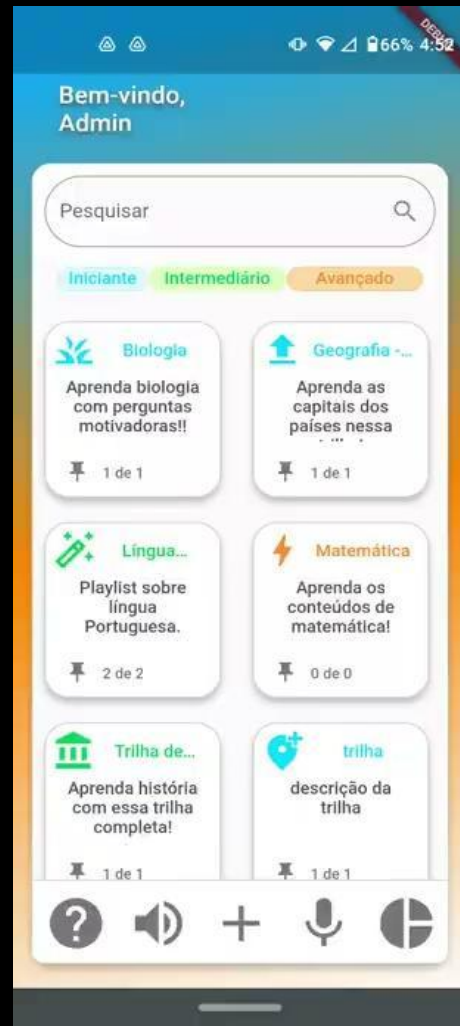 DEBUG
66% 4:52
Bem-vindo,
Admin
Pesquisar
Iniciante Intermediário Avançado
Biologia
Aprenda biologia
com perguntas
motivadoras!!
1 de 1
Geografia -...
Aprenda as
capitais dos
países nessa
1 de 1
Língua...
Playlist sobre
língua
Portuguesa.
2 de 2
Matemática
Aprenda os
conteúdos de
matemática!
0 de 0
Trilha de...
Aprenda história
com essa trilha
completa!
1 de 1
trilha
descrição da
trilha
1 de 1